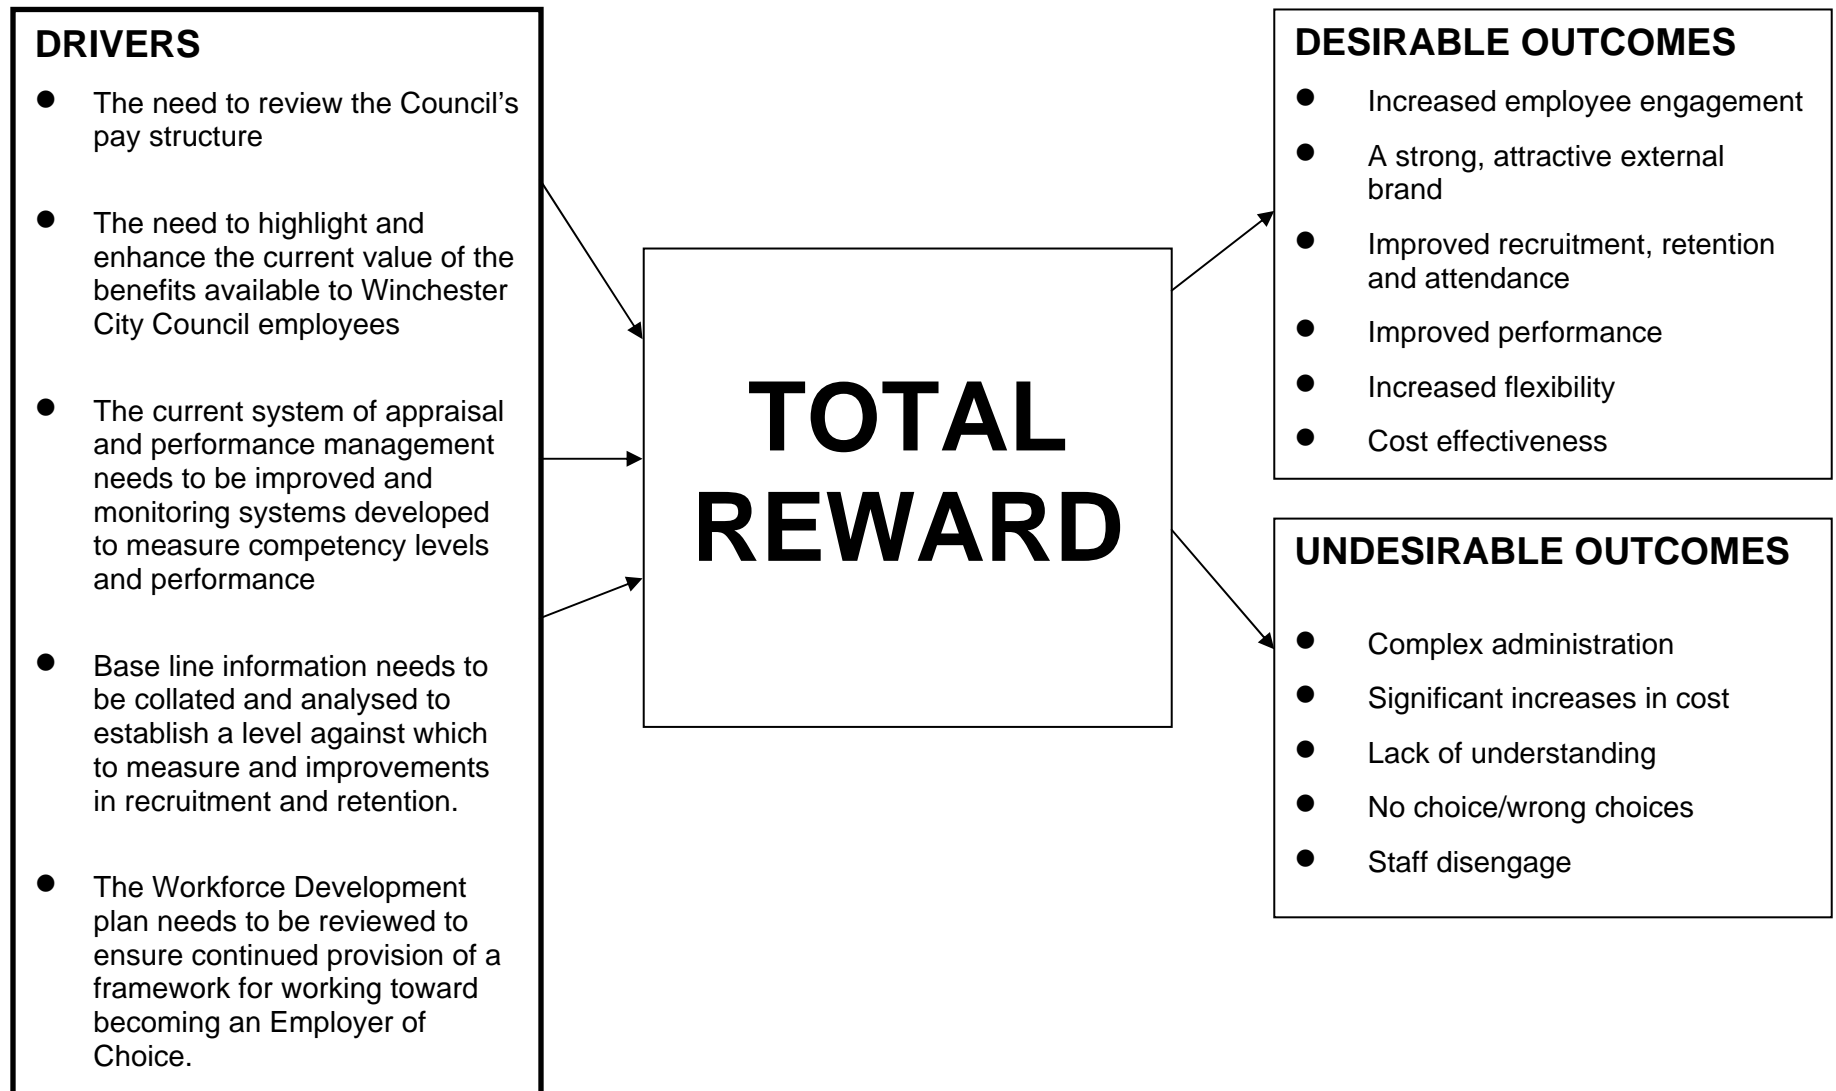 DRIVERS
● The need to review the Council’s
pay structure
● The need to highlight and
enhance the current value of the
benefits available to Winchester
City Council employees
● The current system of appraisal
and performance management
needs to be improved and
monitoring systems developed
to measure competency levels
and performance
● Base line information needs to
be collated and analysed to
establish a level against which
to measure and improvements
in recruitment and retention.
● The Workforce Development
plan needs to be reviewed to
ensure continued provision of a
framework for working toward
becoming an Employer of
Choice.
TOTAL
REWARD
DESIRABLE OUTCOMES
● Increased employee engagement
● A strong, attractive external
brand
● Improved recruitment, retention
and attendance
● Improved performance
● Increased flexibility
● Cost effectiveness
UNDESIRABLE OUTCOMES
● Complex administration
● Significant increases in cost
● Lack of understanding
● No choice/wrong choices
● Staff disengage